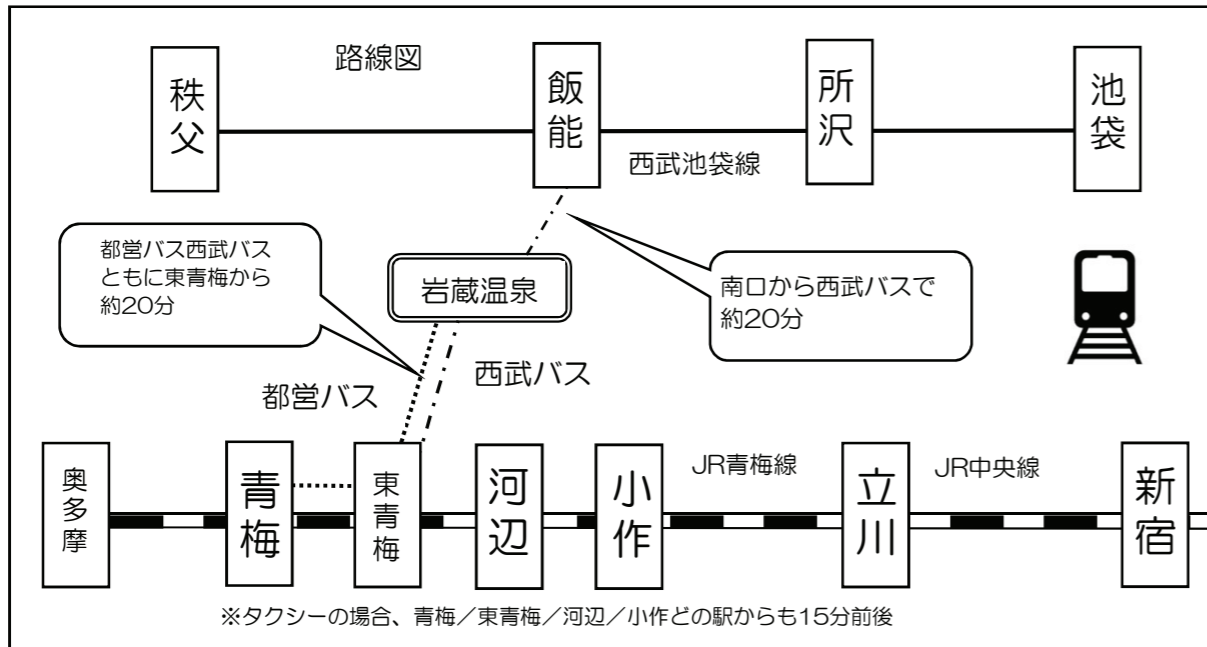 路線図
秩父
飯能
所沢
池袋
西武池袋線
都営バス西武バス
ともに東青梅から
約20分
岩蔵温泉
南口から西武バスで
約20分
西武バス
都営バス
JR青梅線
JR中央線
奥多摩
青梅
東青梅
河辺
小作
立川
新宿
※タクシーの場合、青梅／東青梅／河辺／小作どの駅からも15分前後